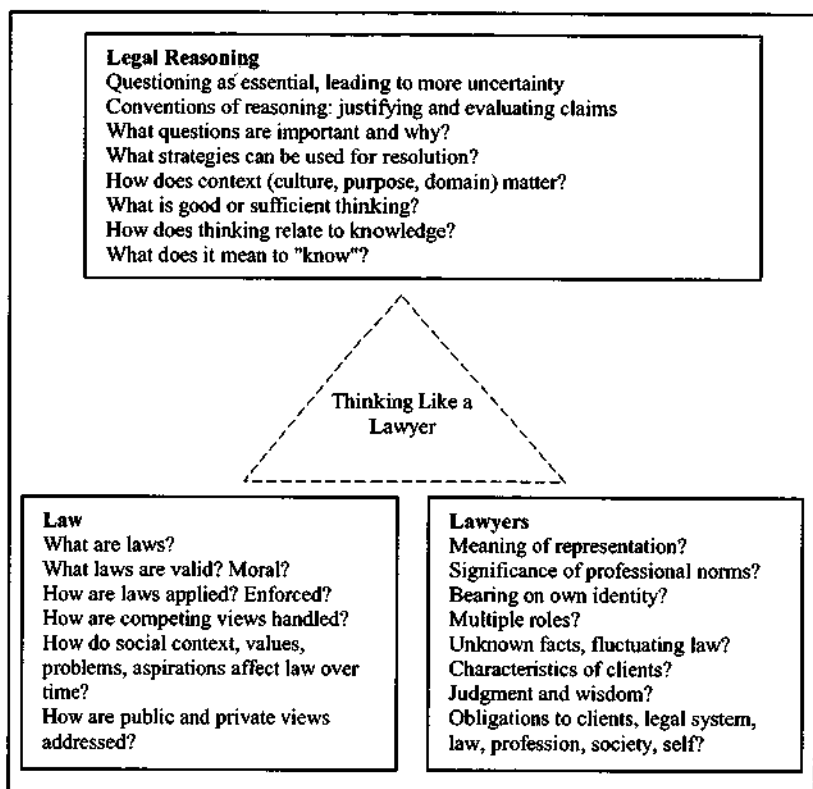 Legal Reasoning
Questioning as essential, leading to more uncertainty
Conventions of reasoning: justifying and evaluating claims
What questions are important and why?
What strategies can be used for resolution?
How does context (culture, purpose, domain) matter?
What is good or sufficient thinking?
How does thinking relate to knowledge?
What does it mean to "know"?
Thinking Like a
Lawyer
Law
What are laws?
What laws are valid? Moral?
How are laws applied? Enforced?
How are competing views handled?
How do social context, values,
problems, aspirations affect law over
time?
How are public and private views
addressed?
Lawyers
Meaning of representation?
Significance of professional norms?
Bearing on own identity?
Multiple roles?
Unknown facts, fluctuating law?
Characteristics of clients?
Judgment and wisdom?
Obligations to clients, legal system,
law, profession, society, self?